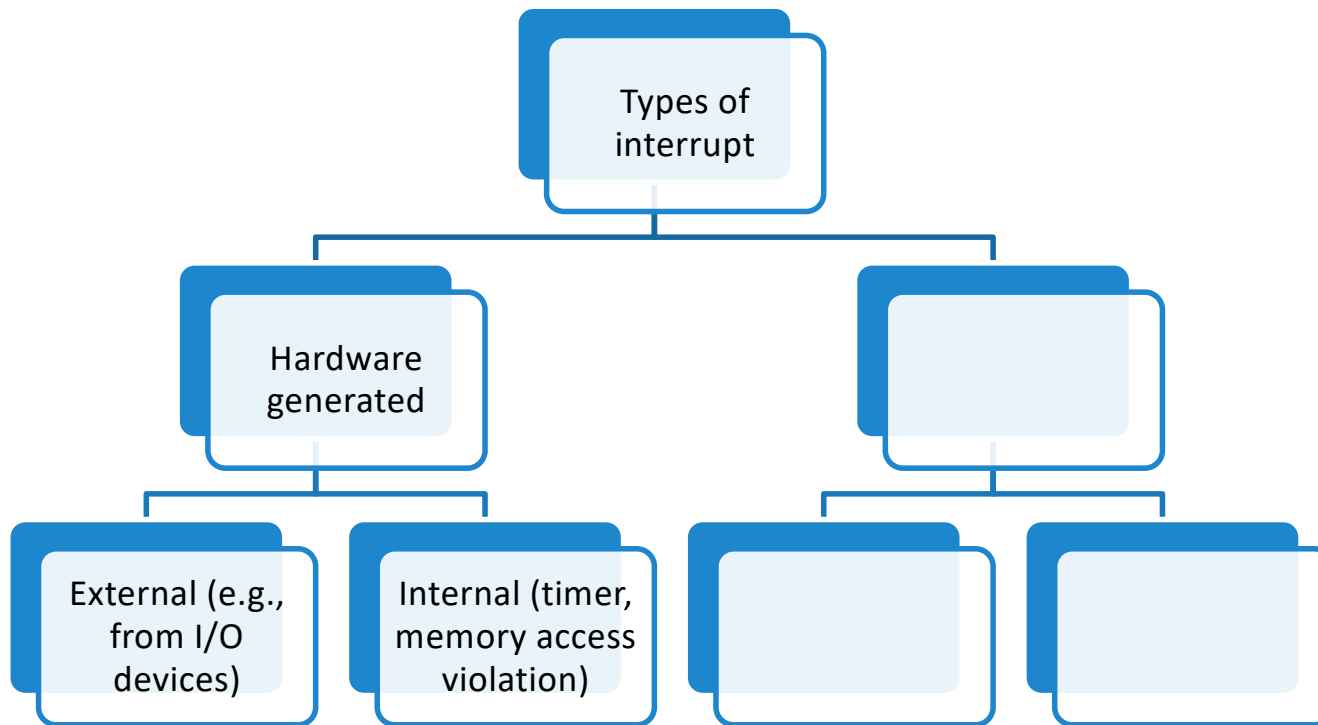 Types of
interrupt
Hardware
generated
External (e.g.,
from I/O
devices)
Internal (timer,
memory access
violation)